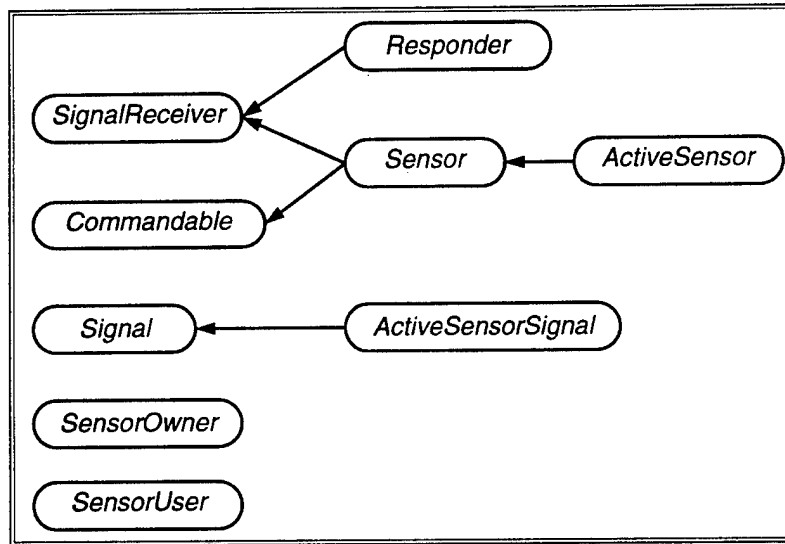 Responder
SignalReceiver
Sensor
ActiveSensor
Commandable
Signal
ActiveSensorSignal
SensorOwner
SensorUser